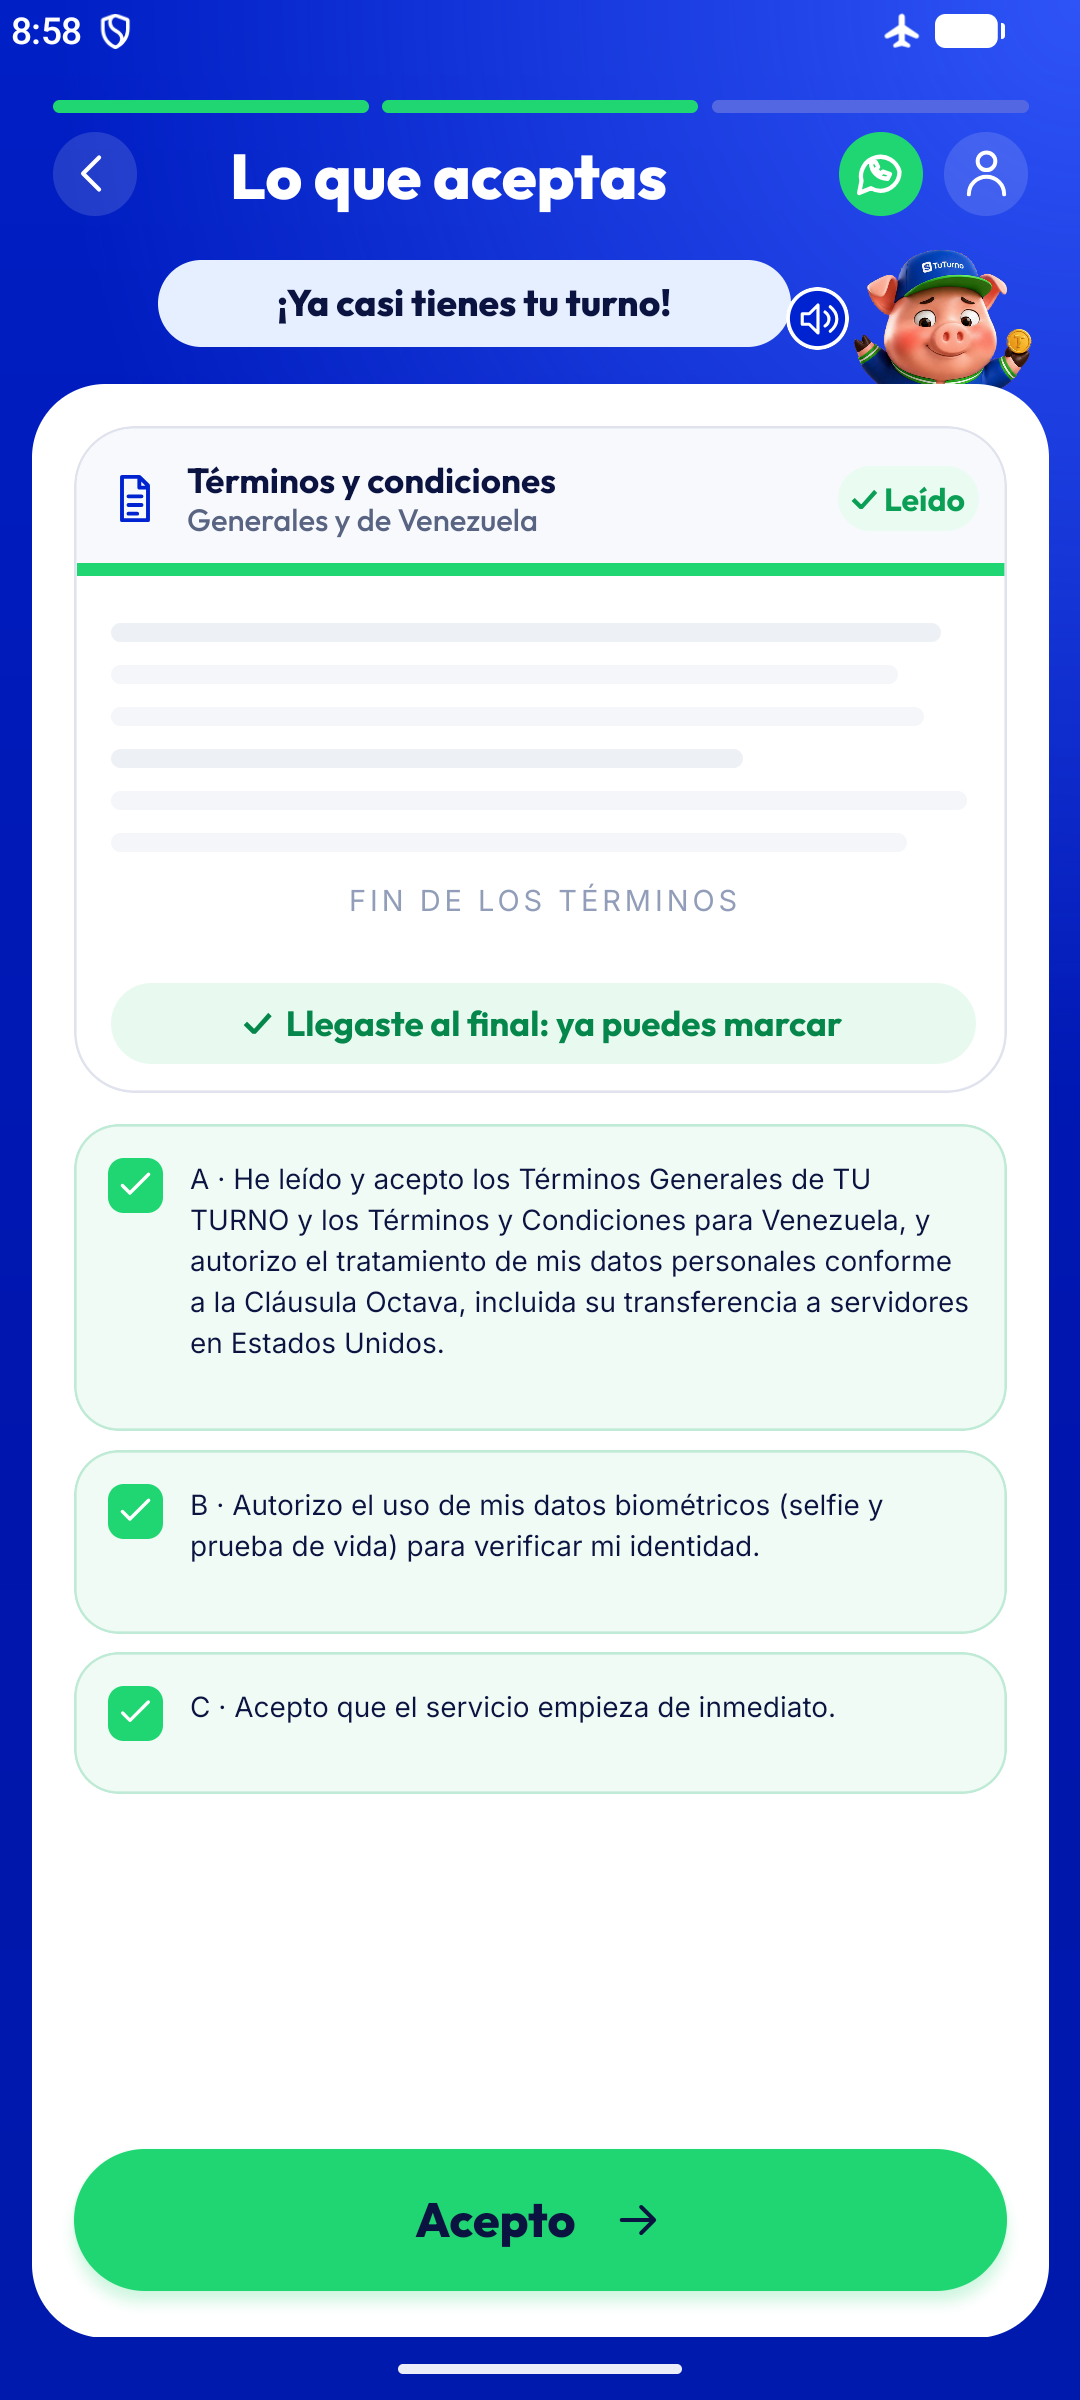 8:58
Lo que aceptas
¡Ya casi tienes tu turno!
TuTurno
Términos y condiciones
Generales y de Venezuela
Leído
FIN DE LOS TÉRMINOS
Llegaste al final: ya puedes marcar
A · He leído y acepto los Términos Generales de TU
TURNO y los Términos y Condiciones para Venezuela, y
autorizo el tratamiento de mis datos personales conforme
a la Cláusula Octava, incluida su transferencia a servidores
en Estados Unidos.
B · Autorizo el uso de mis datos biométricos (selfie y
prueba de vida) para verificar mi identidad.
C · Acepto que el servicio empieza de inmediato.
Acepto